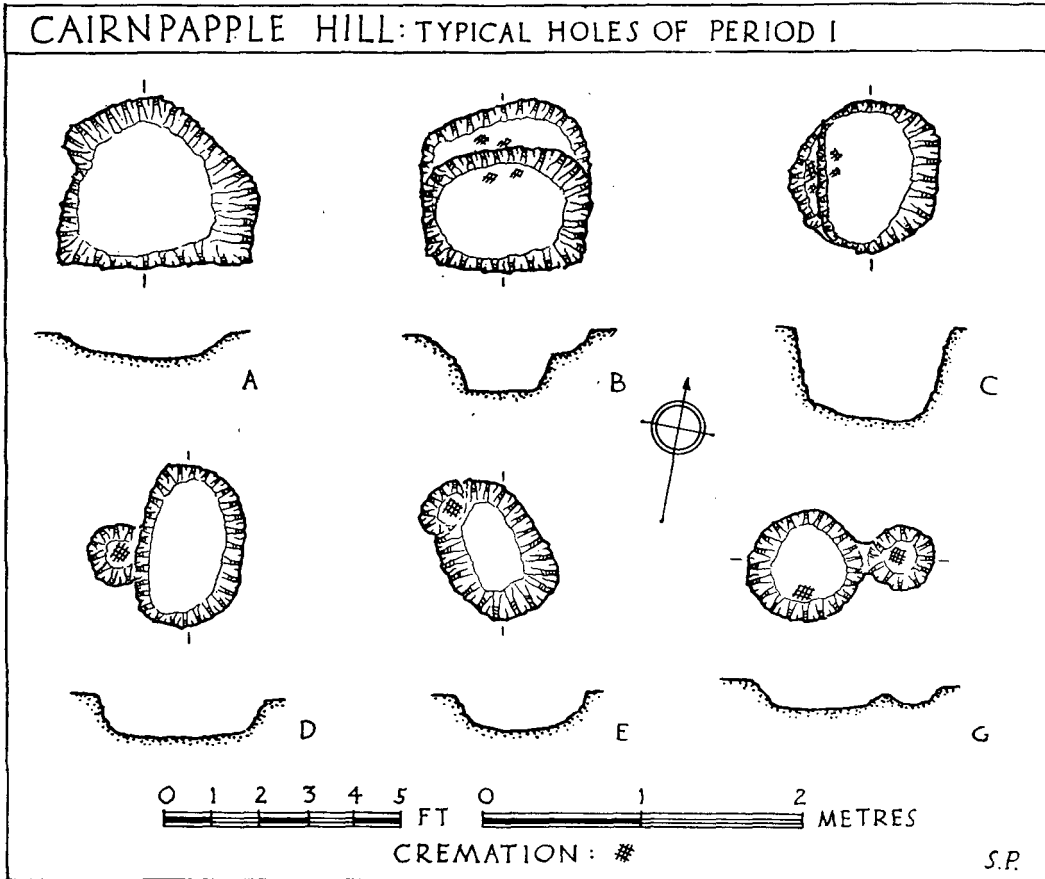 CAIRNPAPPLE HILL: TYPICAL HOLES OF PERIOD I
A
B
C
D
E
G
0 1 2 3 4 5 FT 0 1 2 METRES
CREMATION:
S.P.